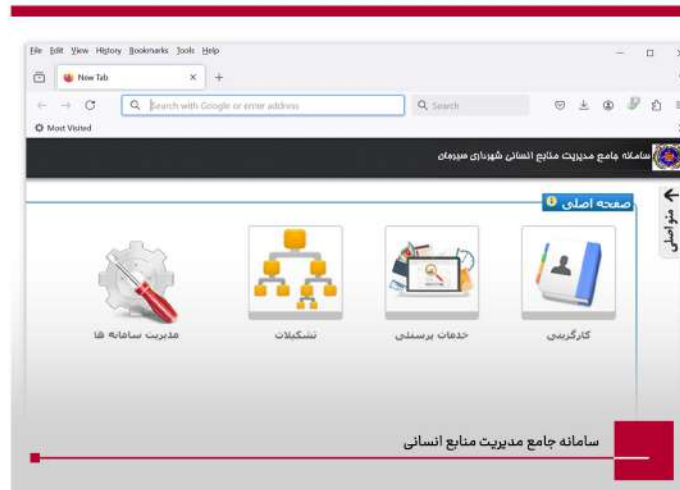 File Edit View History Bookmarks Tools Help
New Tab
Search with Google or enter address
Search
Most Visited
سامانه جامع مدیریت منابع انسانی شهرداری سیرجان
صفحه اصلی
منو اصلی
کارگزینی
خدمات پرسنلی
تشکیلات
مدیریت سامانه ها
سامانه جامع مدیریت منابع انسانی